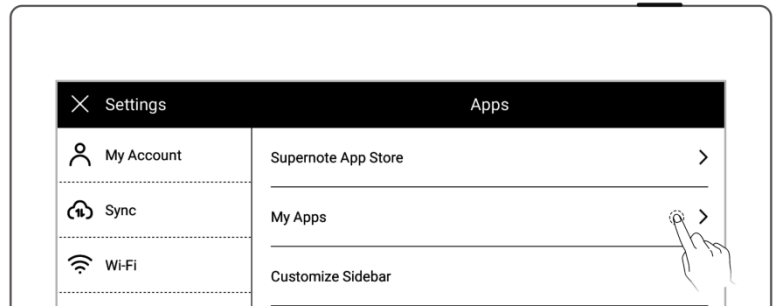 Settings
Apps
My Account
Supernote App Store
Sync
My Apps
Wi-Fi
Customize Sidebar